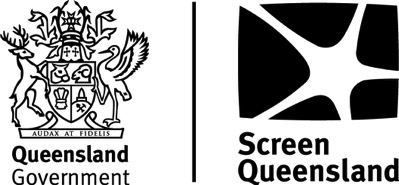 AUDAX AT FIDELIS
Queensland
Government
Screen
Queensland